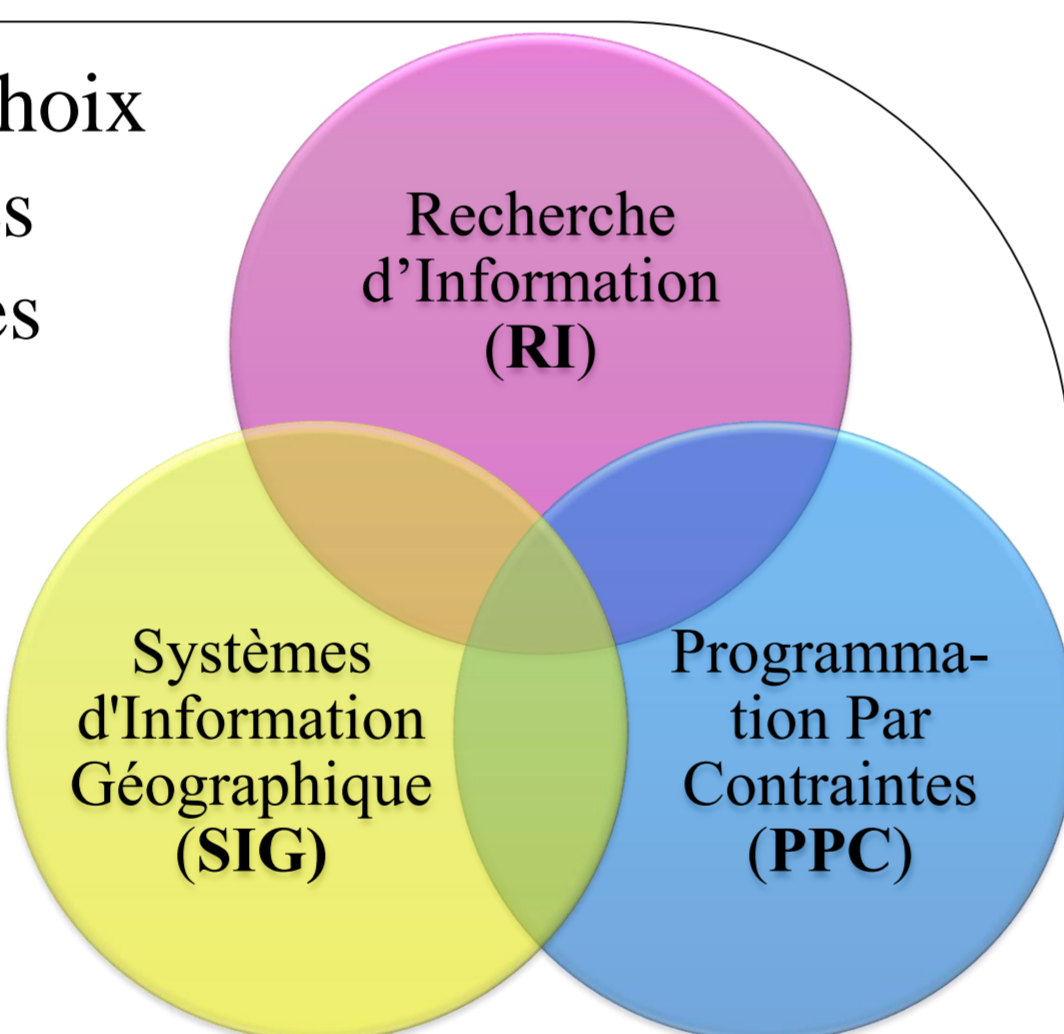 hoix
s
es
Recherche
d’Information
(RI)
Systèmes
d'Information
Géographique
(SIG)
Programma-
tion Par
Contraintes
(PPC)